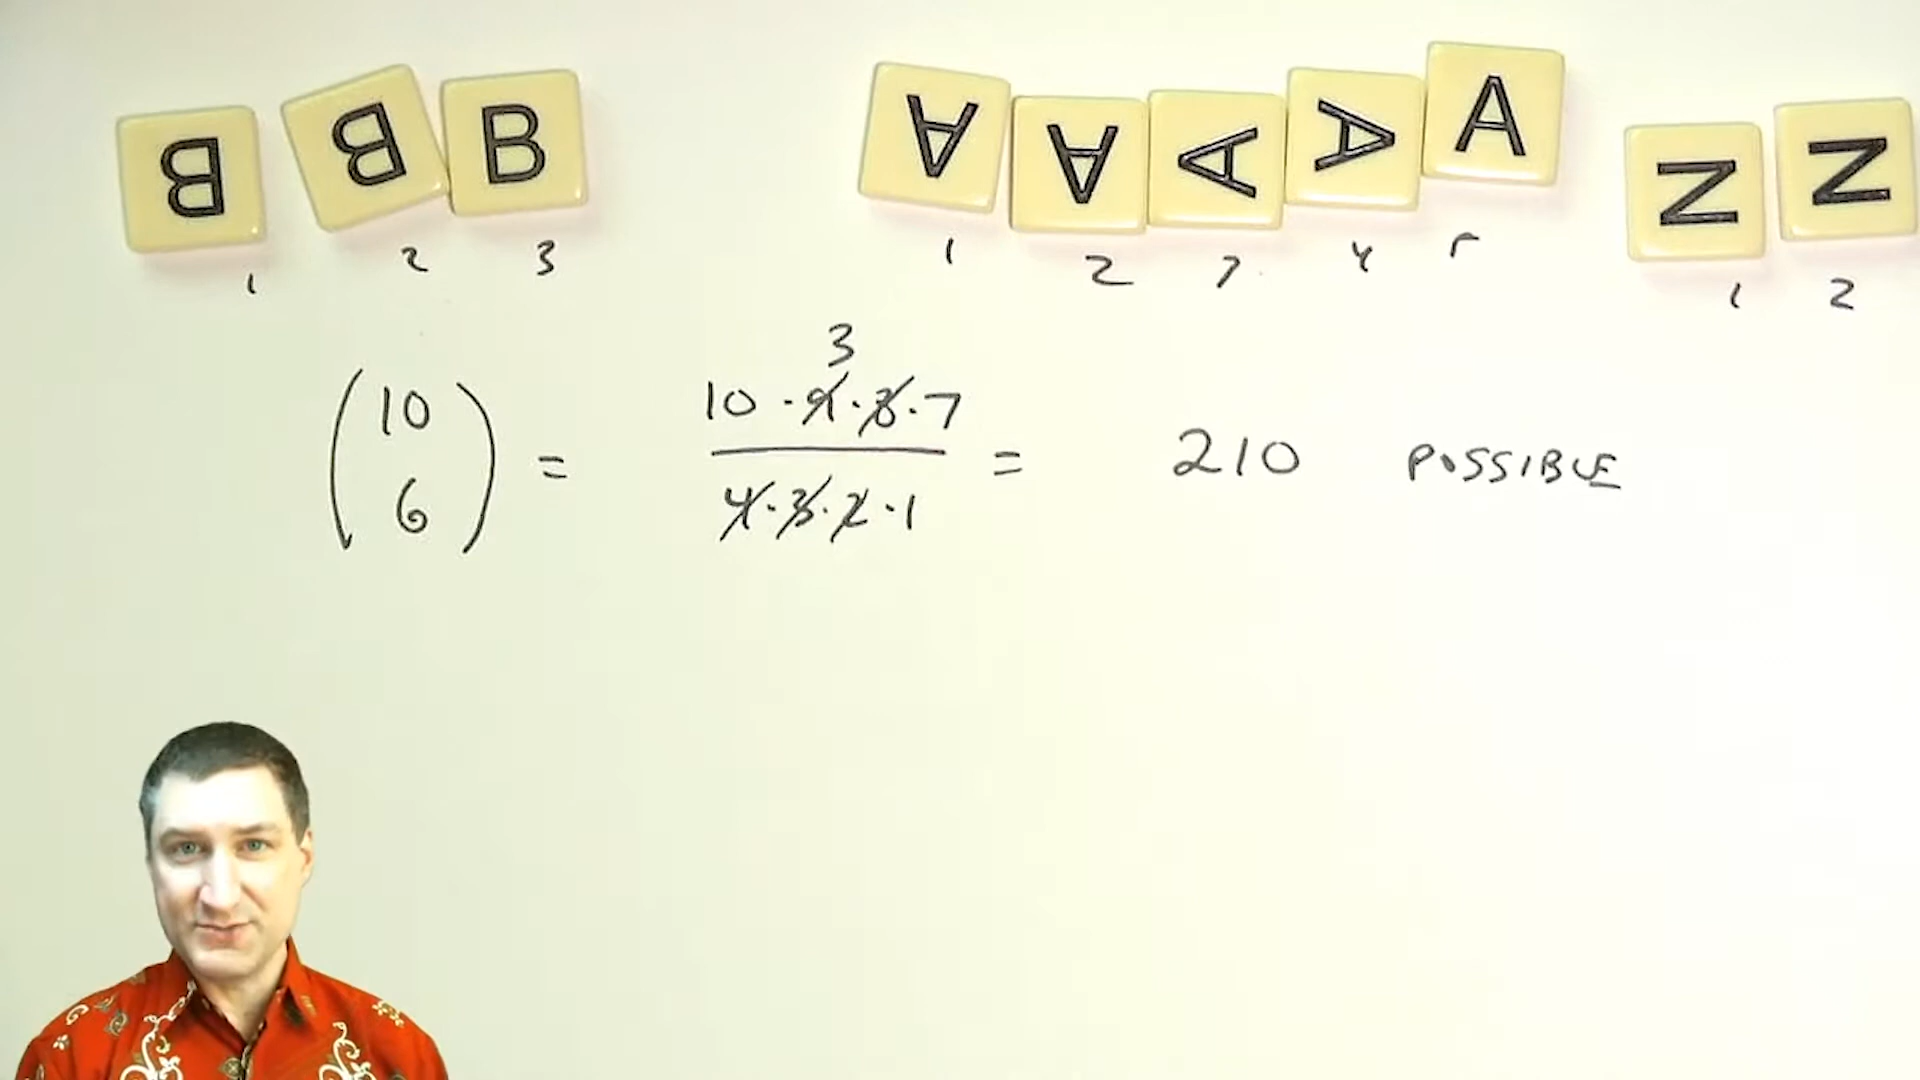 B B B A A A A A N N
1 2 3 1 2 3 4 5 1 2
3
(10 6) = 10 · 9 · 8 · 7 / 4 · 3 · 2 · 1 = 210 POSSIBLE